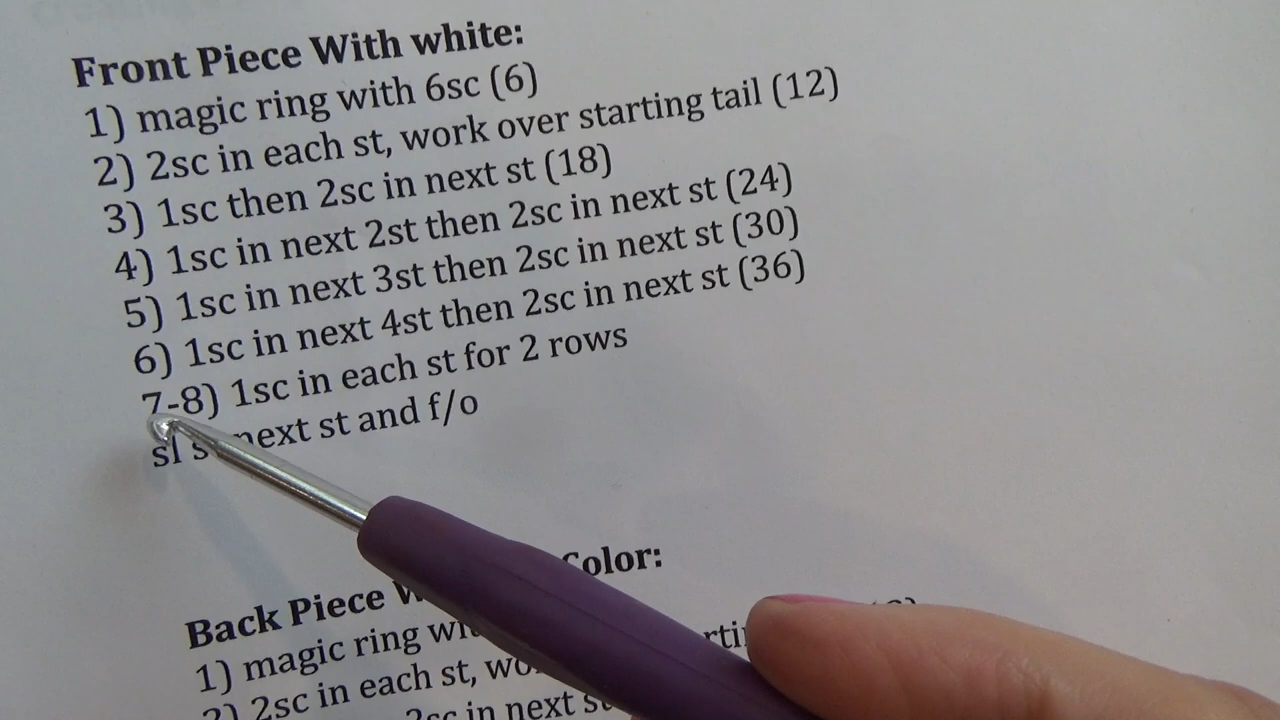 Front Piece With white:
1) magic ring with 6sc (6)
2) 2sc in each st, work over starting tail (12)
3) 1sc then 2sc in next st (18)
4) 1sc in next 2st then 2sc in next st (24)
5) 1sc in next 3st then 2sc in next st (30)
6) 1sc in next 4st then 2sc in next st (36)
7-8) 1sc in each st for 2 rows
sl next st and f/o
Back Piece Color:
1) magic ring
2) 2sc in each st,
2sc in next